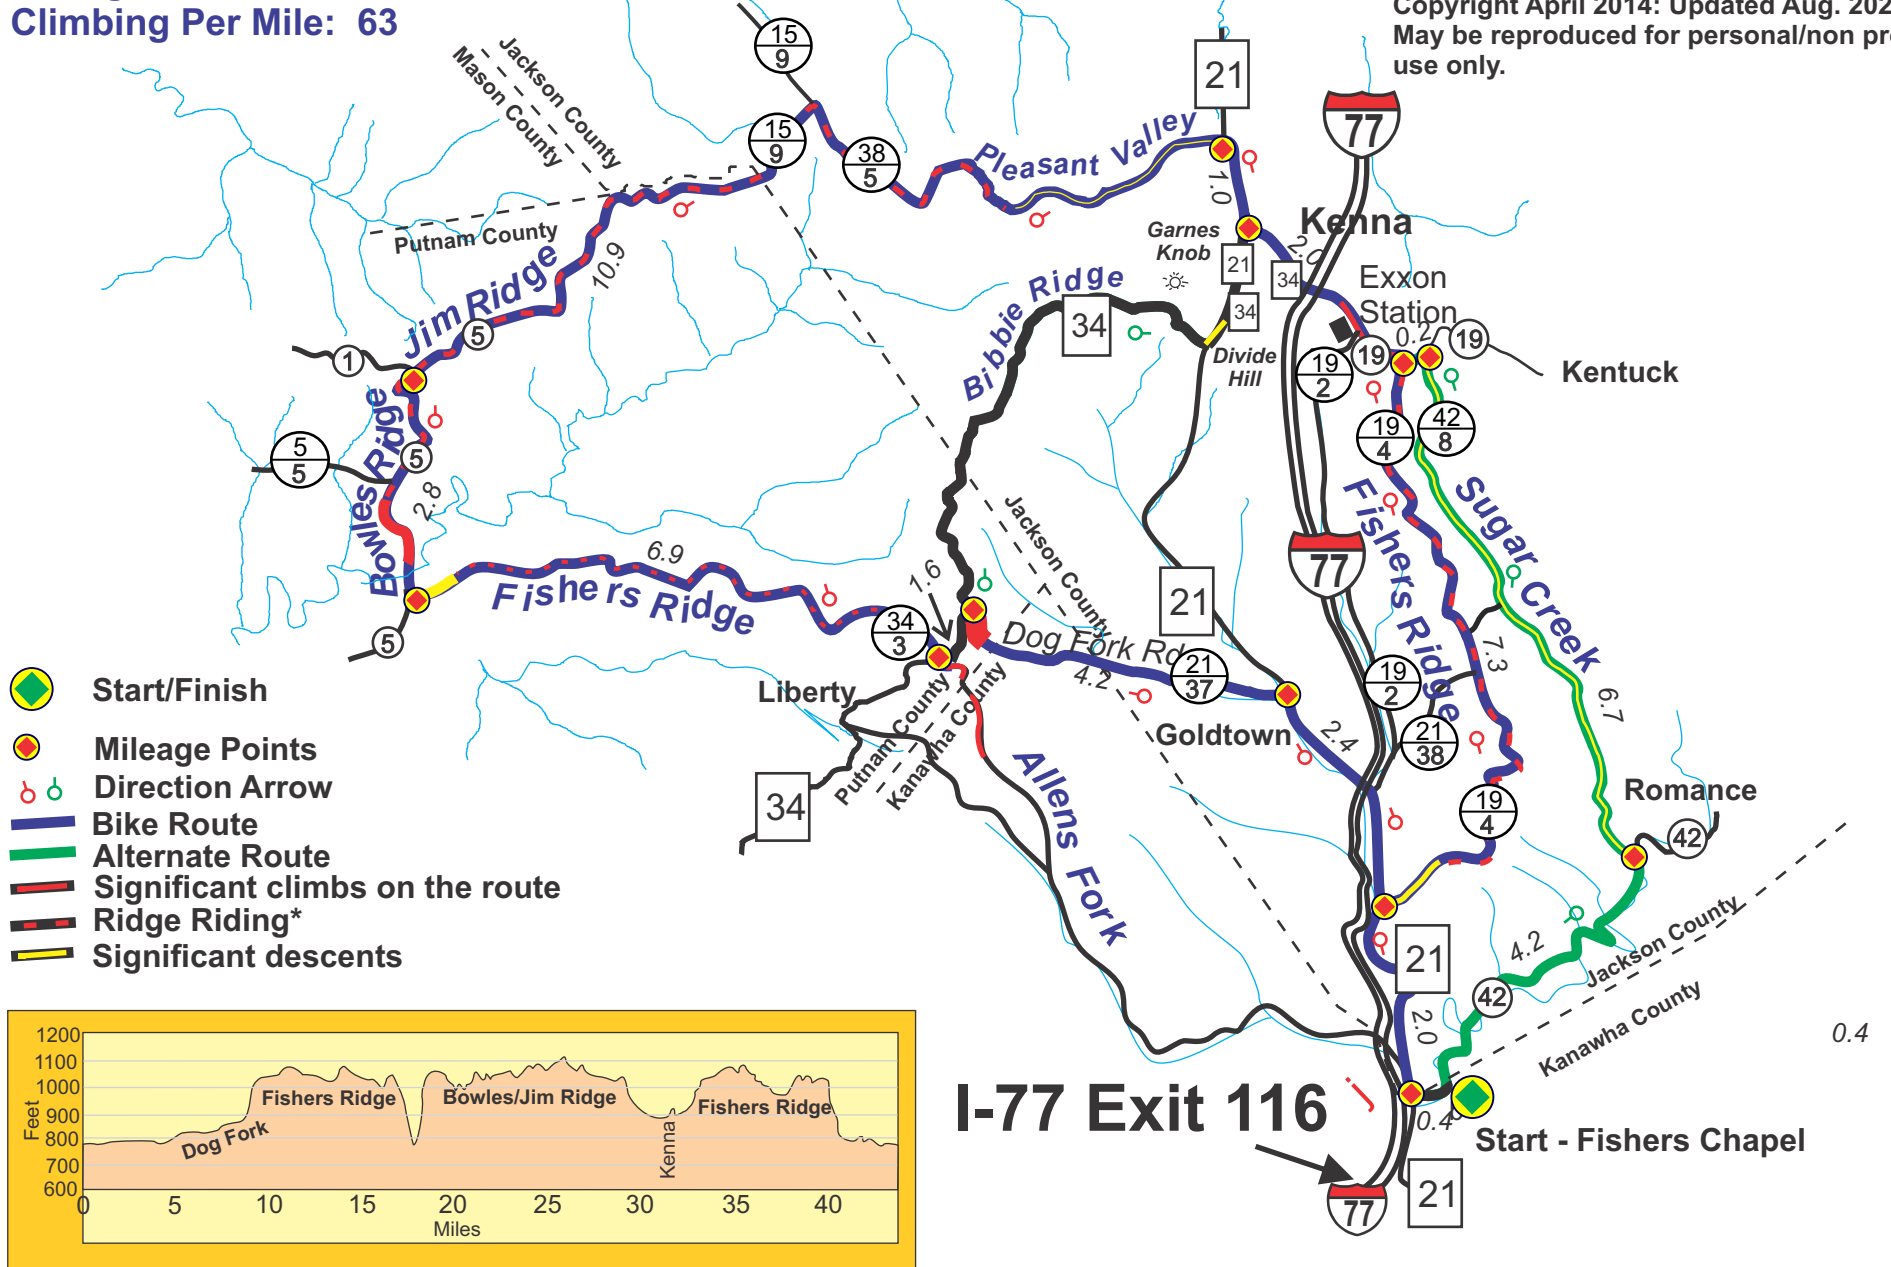 Climbing Per Mile: 63
Copyright April 2014: Updated Aug. 202
May be reproduced for personal/non pr
use only.
15
9
21
77
Jackson County
Mason County
15
9
38
5
Pleasant Valley
1.0
Putnam County
Garnes
Knob
Kenna
2.0
21
34
34
Exxon
Station
0.2
19
19
Kentuck
19
2
Jim Ridge
10.9
5
1
Bibbie Ridge
34
Divide
Hill
19
4
42
8
5
5
Bowles Ridge
5
2.8
Fishers Ridge
Sugar Creek
77
6.9
Fishers Ridge
1.6
Jackson County
21
34
3
Dog Fork Rd
4.2
21
37
19
2
7.3
6.7
5
Liberty
Putnam County
Kanawha County
Goldtown
2.4
21
38
34
Allens Fork
19
4
Romance
42
Start/Finish
Mileage Points
Direction Arrow
Bike Route
Alternate Route
Significant climbs on the route
Ridge Riding*
Significant descents
21
4.2
42
Jackson County
Kanawha County
2.0
0.4
I-77 Exit 116
0.4
Start - Fishers Chapel
77
21
1200
1100
1000
900
800
700
600
Feet
Dog Fork
Fishers Ridge
Bowles/Jim Ridge
Kenna
Fishers Ridge
0 5 10 15 20 25 30 35 40
Miles